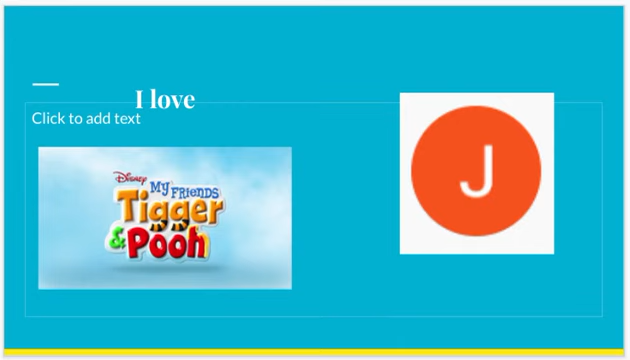 I love
Click to add text
Disney
My Friends
Tigger
& Pooh
J